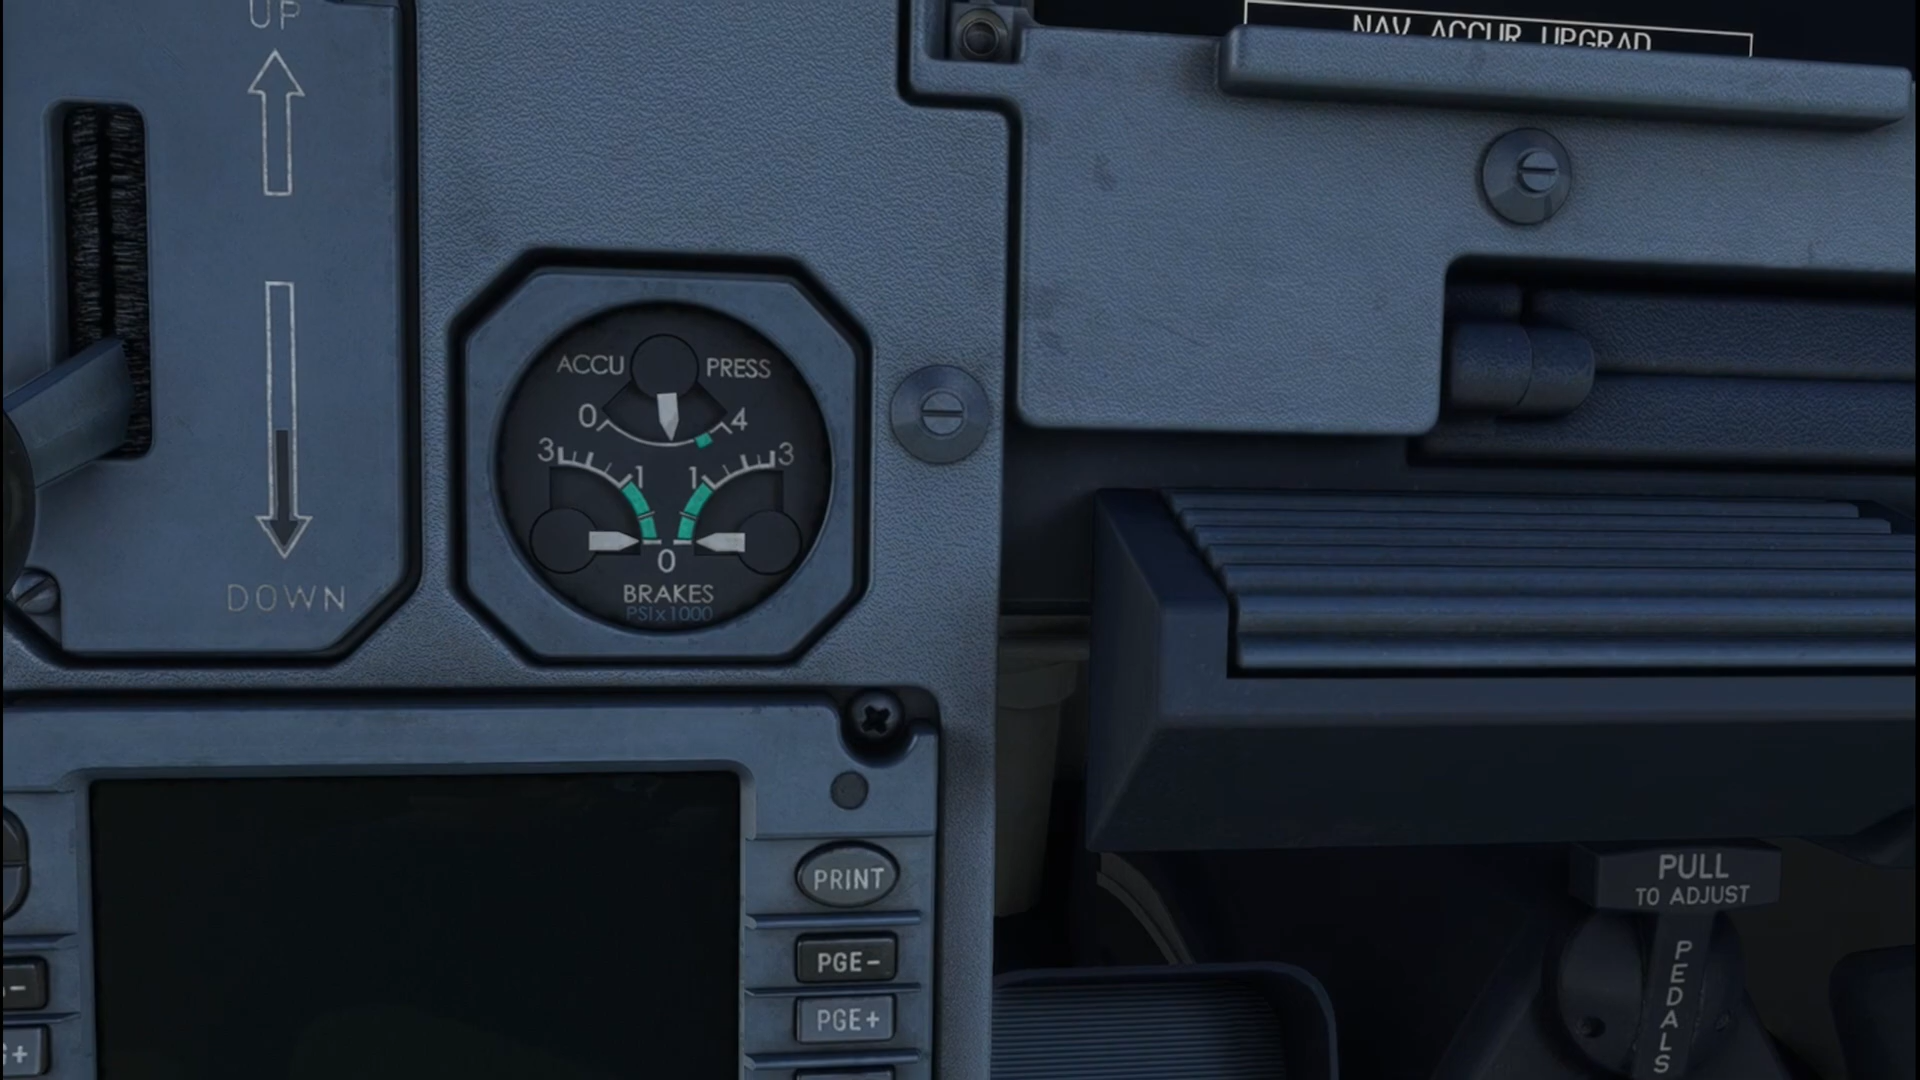 UP
NAV ACCUR UPGRAD
ACCU PRESS
0 4
3 1 1 3
0
BRAKES
PSIx1000
DOWN
PRINT
PGE-
PGE+
-
+
PULL
TO ADJUST
PEDALS